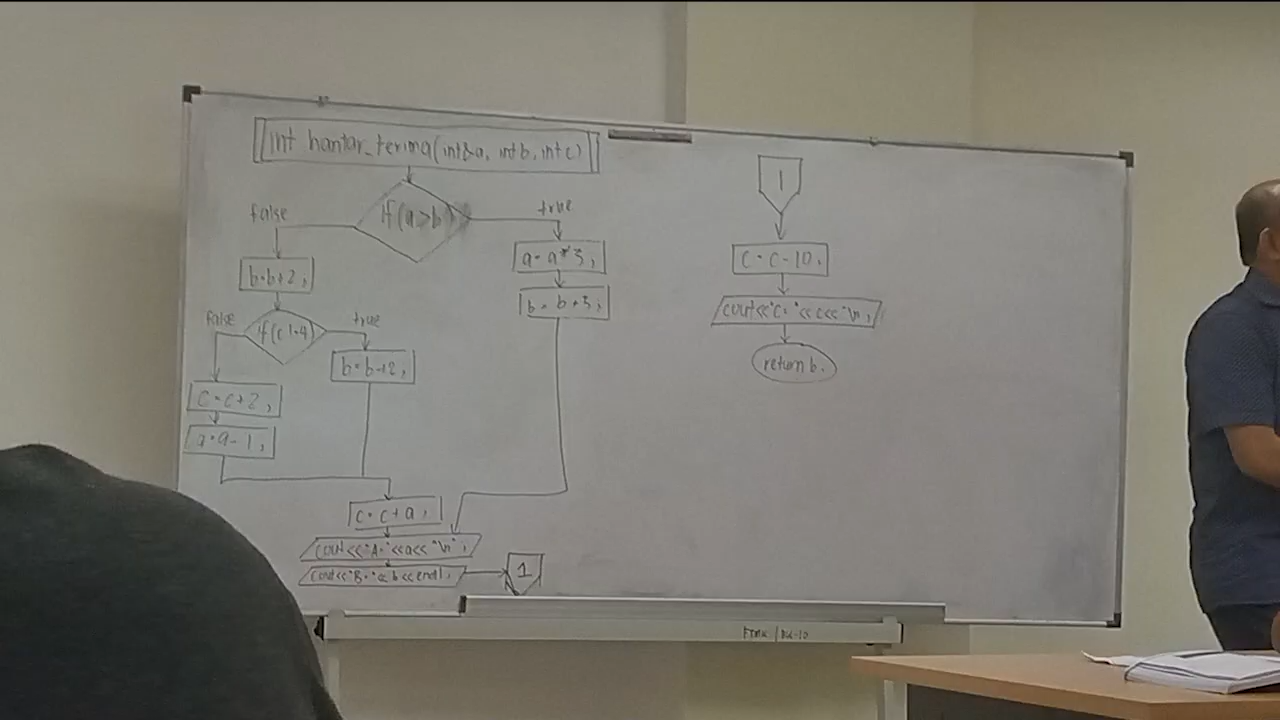 int hantar_terima(int&a, int b, int c)
if(a>b)
false
true
b=b+2;
a=a*3;
b=b+3;
false
if(c!=4)
true
b=b+2;
c=c+2;
a=a-1;
c=c+a;
cout<<"A="<<a<<"\n";
cout<<"B="<<b<<endl;
1
1
c=c-10;
cout<<"C="<<c<<"\n";
return b.